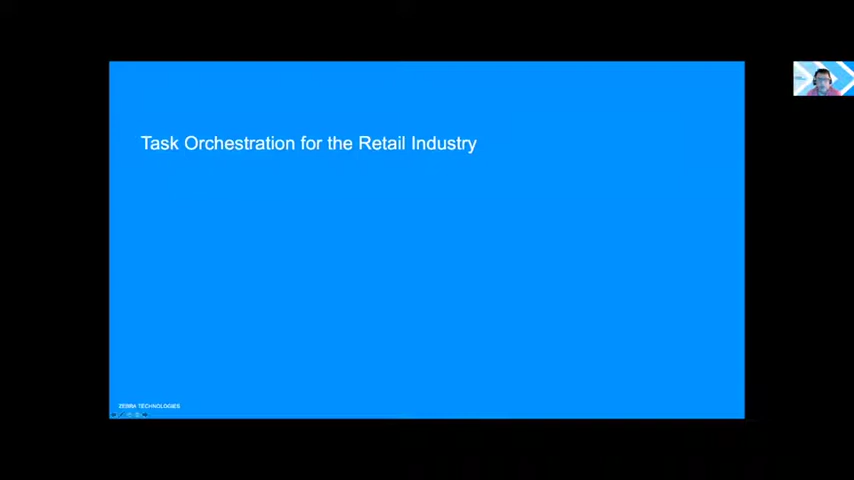 Task Orchestration for the Retail Industry
ZEBRA TECHNOLOGIES